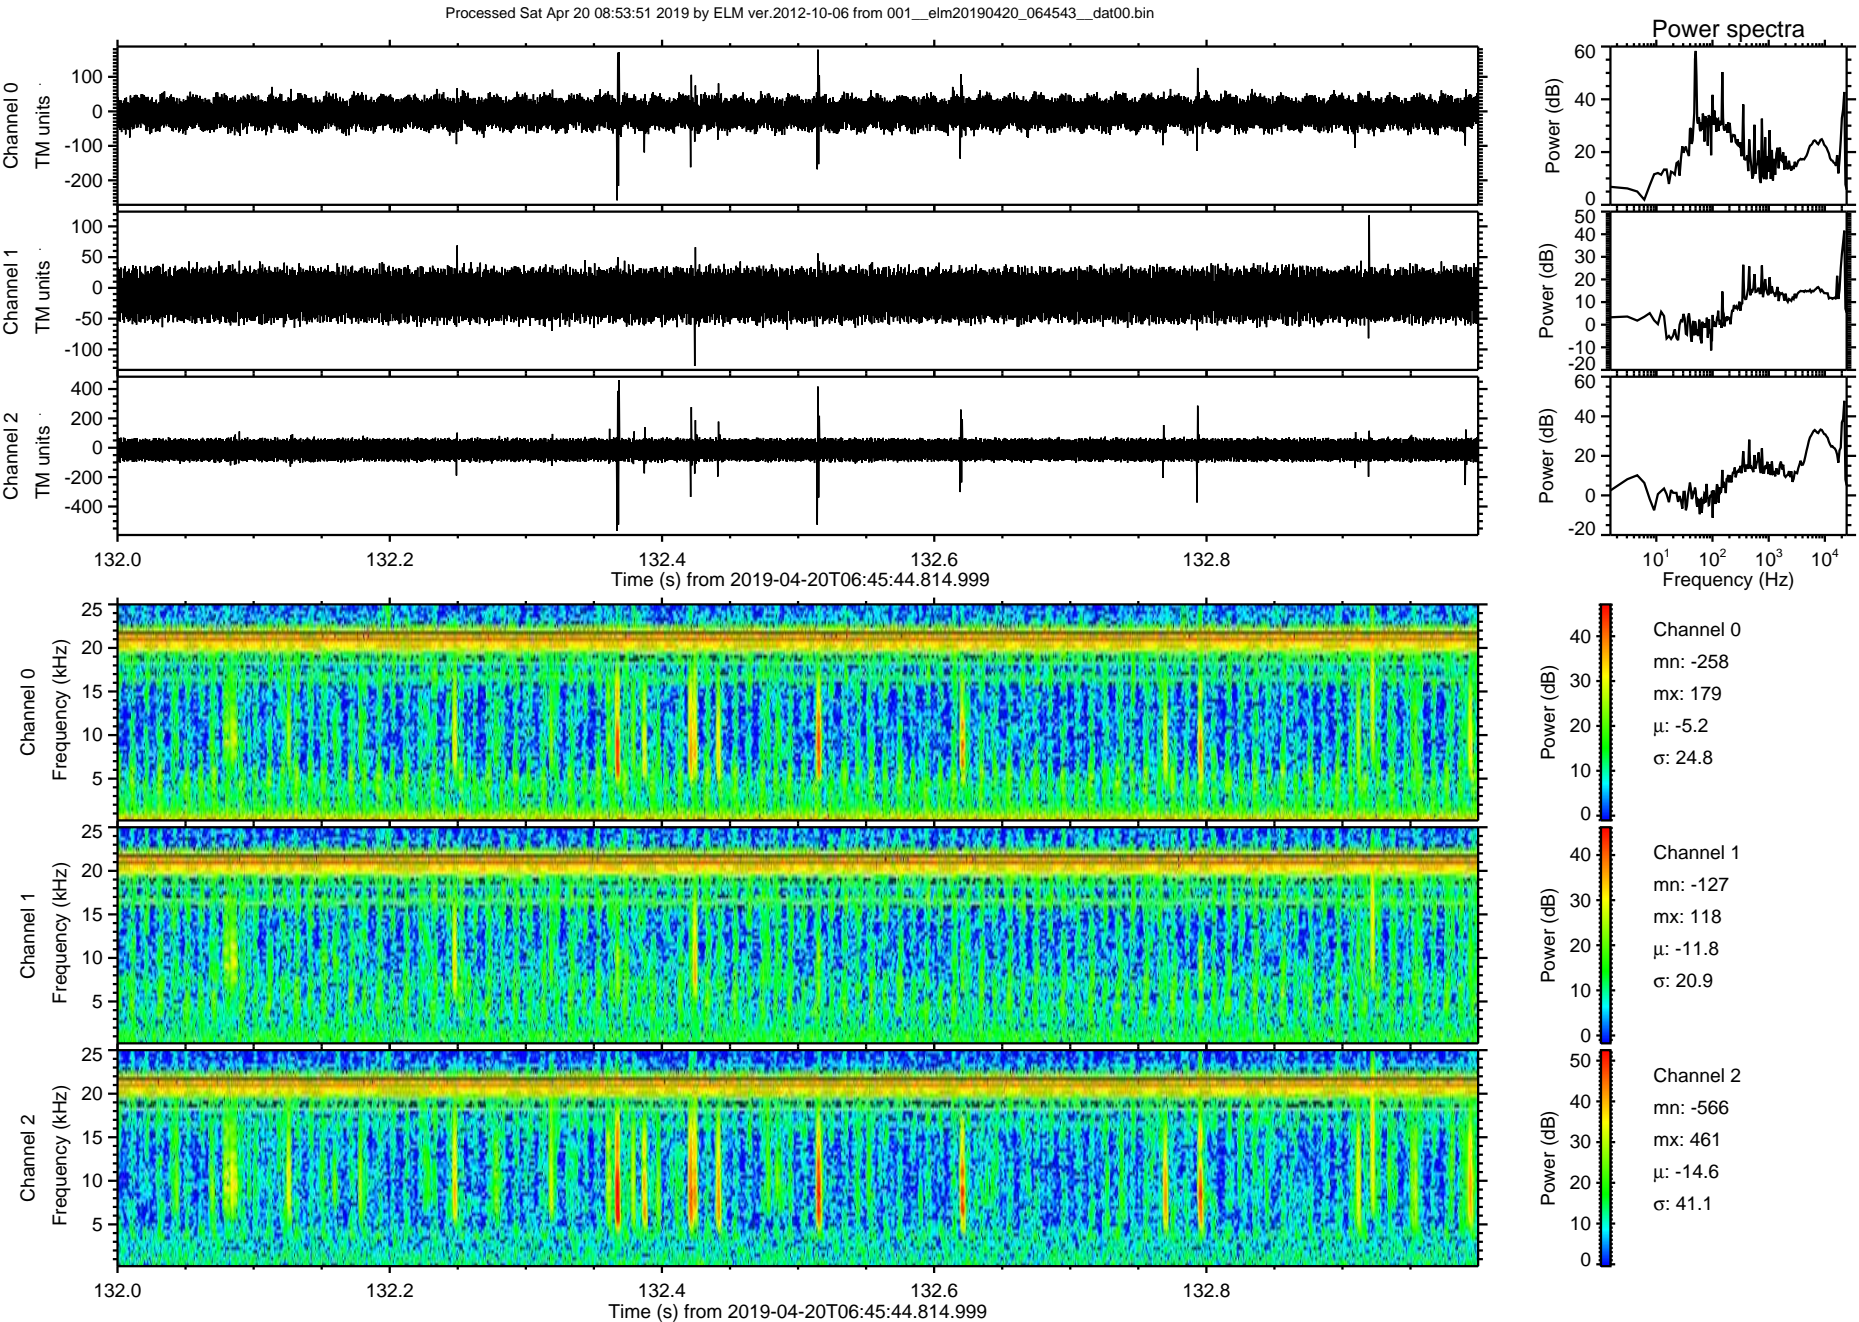 Processed Sat Apr 20 08:53:51 2019 by ELM ver.2012-10-06 from 001__elm20190420_064543__dat00.bin
Power spectra
Channel 0
TM units
100
0
-100
-200
Power (dB)
60
40
20
0
Channel 1
TM units
100
50
0
-50
-100
Power (dB)
50
40
30
20
10
0
-10
-20
Channel 2
TM units
400
200
0
-200
-400
Power (dB)
60
40
20
0
-20
132.0 132.2 132.4 132.6 132.8
Time (s) from 2019-04-20T06:45:44.814.999
10¹ 10² 10³ 10⁴
Frequency (Hz)
Channel 0
Frequency (kHz)
25
20
15
10
5
Power (dB)
40
30
20
10
0
Channel 0
mn: -258
mx: 179
μ: -5.2
σ: 24.8
Channel 1
Frequency (kHz)
25
20
15
10
5
Power (dB)
40
30
20
10
0
Channel 1
mn: -127
mx: 118
μ: -11.8
σ: 20.9
Channel 2
Frequency (kHz)
25
20
15
10
5
Power (dB)
50
40
30
20
10
0
Channel 2
mn: -566
mx: 461
μ: -14.6
σ: 41.1
132.0 132.2 132.4 132.6 132.8
Time (s) from 2019-04-20T06:45:44.814.999